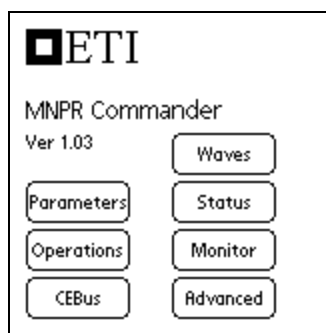 ETI
MNPR Commander
Ver 1.03
Waves
Parameters Status
Operations Monitor
CEBus Advanced